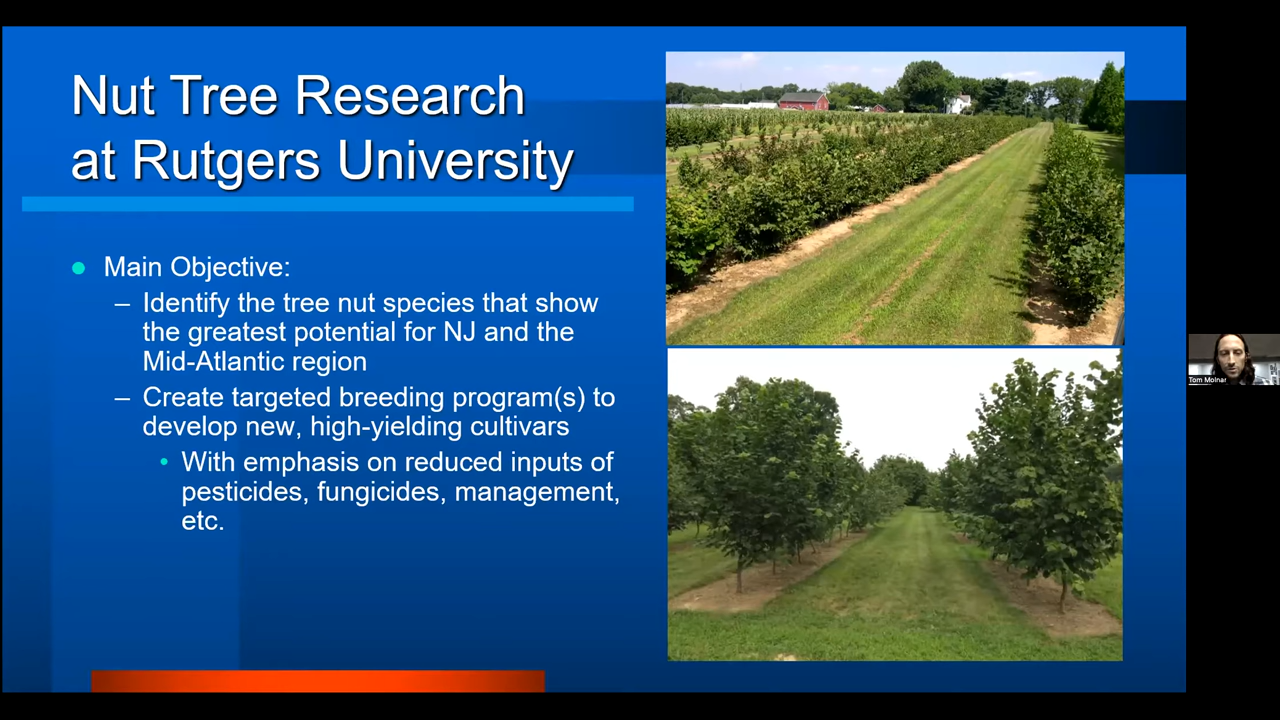 Nut Tree Research
at Rutgers University
Main Objective:
– Identify the tree nut species that show
the greatest potential for NJ and the
Mid-Atlantic region
– Create targeted breeding program(s) to
develop new, high-yielding cultivars
• With emphasis on reduced inputs of
pesticides, fungicides, management,
etc.
Tom Molnar